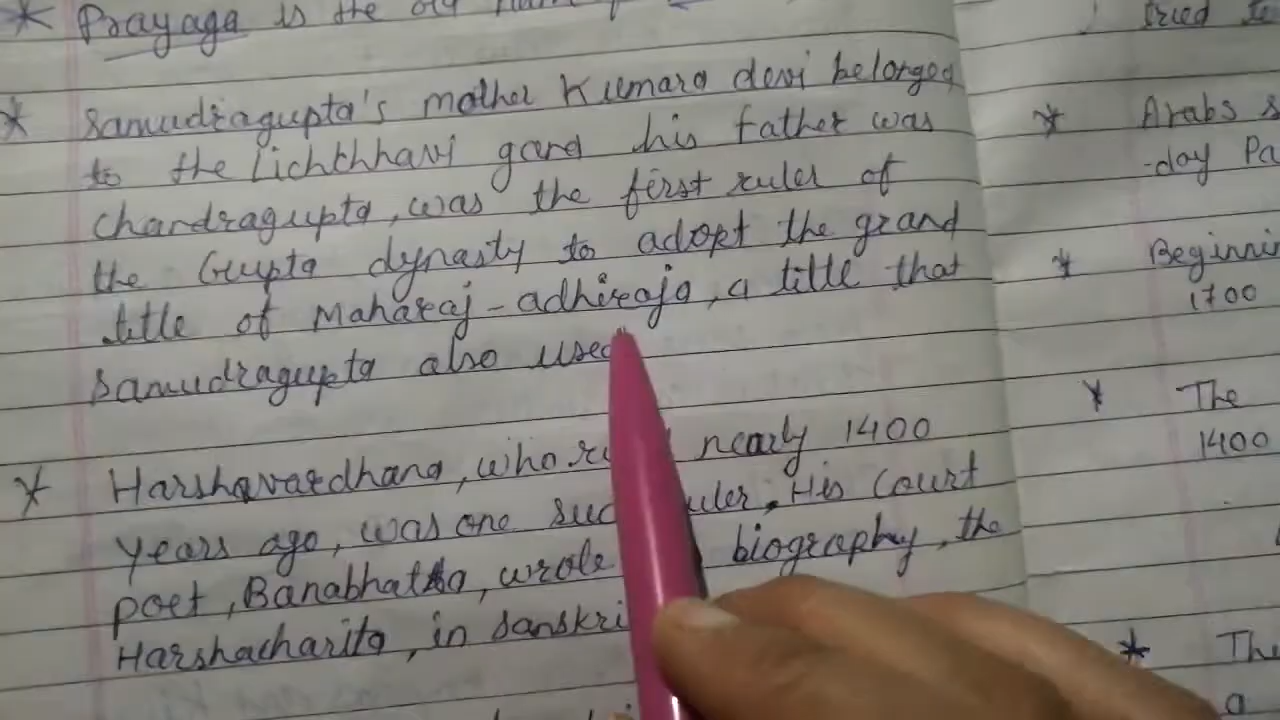 * Prayaga is the old
* Samudragupta's mother Kumara devi belonged
to the lichchhavi gana his father was
chandragupta, was the first ruler of
the Gupta dynasty to adopt the grand
title of Maharaj-adhiraja, a title that
samudragupta also used
* Harshavardhana, who nearly 1400
years ago, was one ruler. His Court
poet, Banabhatta, wrote biography, the
Harshacharita, in sanskri
tried
* Arabs
-day Pa
* Beginni
1700
* The
1400
* The
a